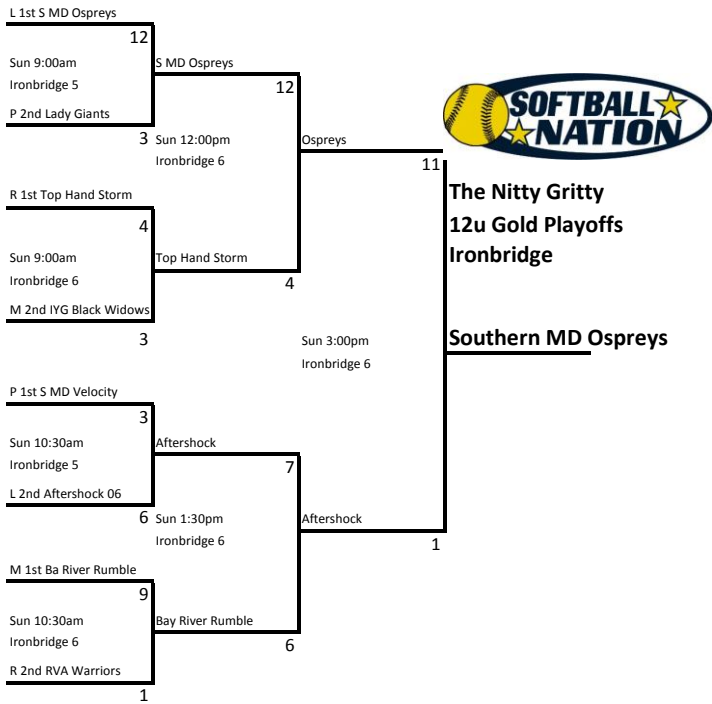 L 1st S MD Ospreys
12
Sun 9:00am
S MD Ospreys
Ironbridge 5
12
P 2nd Lady Giants
3
Sun 12:00pm
Ospreys
Ironbridge 6
11
SOFTBALL
NATION
The Nitty Gritty
12u Gold Playoffs
Ironbridge
R 1st Top Hand Storm
4
Sun 9:00am
Top Hand Storm
Ironbridge 6
4
M 2nd IYG Black Widows
3
Sun 3:00pm
Ironbridge 6
Southern MD Ospreys
P 1st S MD Velocity
3
Sun 10:30am
Aftershock
Ironbridge 5
7
L 2nd Aftershock 06
6
Sun 1:30pm
Aftershock
Ironbridge 6
1
M 1st Ba River Rumble
9
Sun 10:30am
Bay River Rumble
Ironbridge 6
6
R 2nd RVA Warriors
1